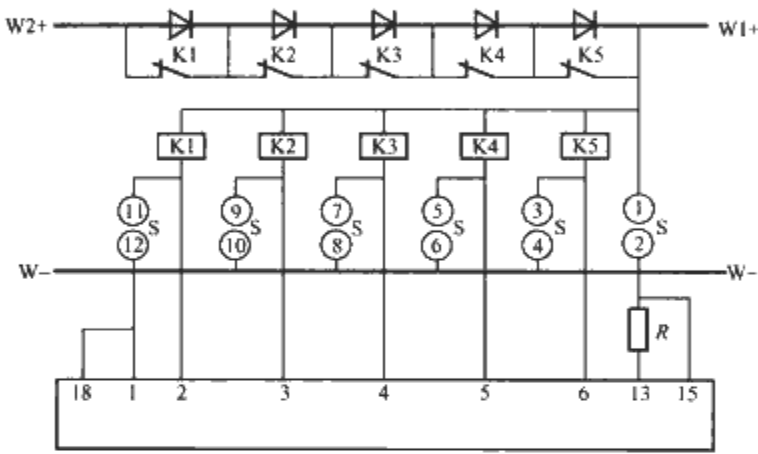 W2+ W1+
K1 K2 K3 K4 K5
K1 K2 K3 K4 K5
11 9 7 5 3 1
S S S S S S
12 10 8 6 4 2
W− W−
R
18 1 2 3 4 5 6 13 15